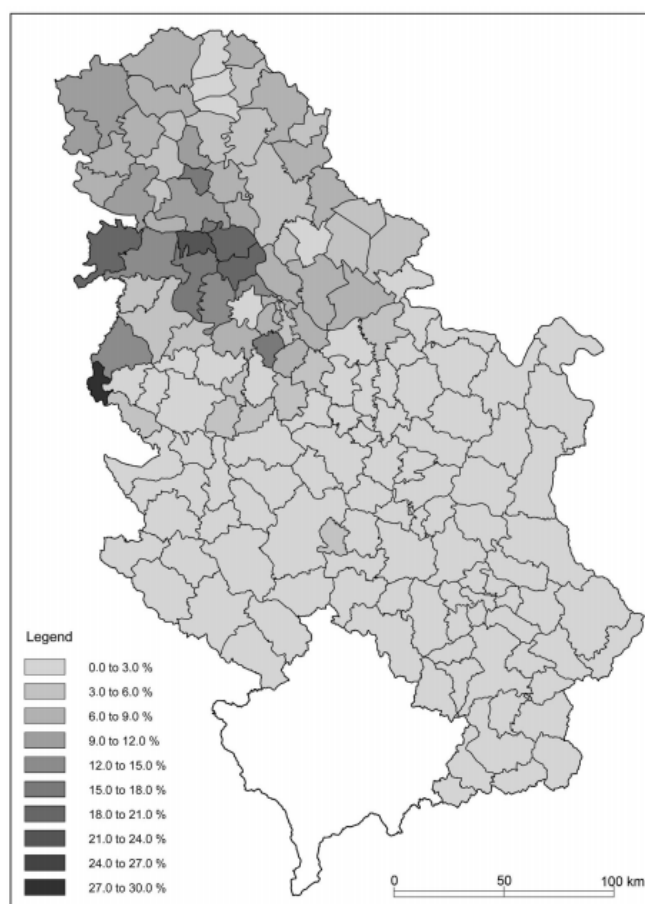 Legend
0.0 to 3.0 %
3.0 to 6.0 %
6.0 to 9.0 %
9.0 to 12.0 %
12.0 to 15.0 %
15.0 to 18.0 %
18.0 to 21.0 %
21.0 to 24.0 %
24.0 to 27.0 %
27.0 to 30.0 %
0 50 100 km